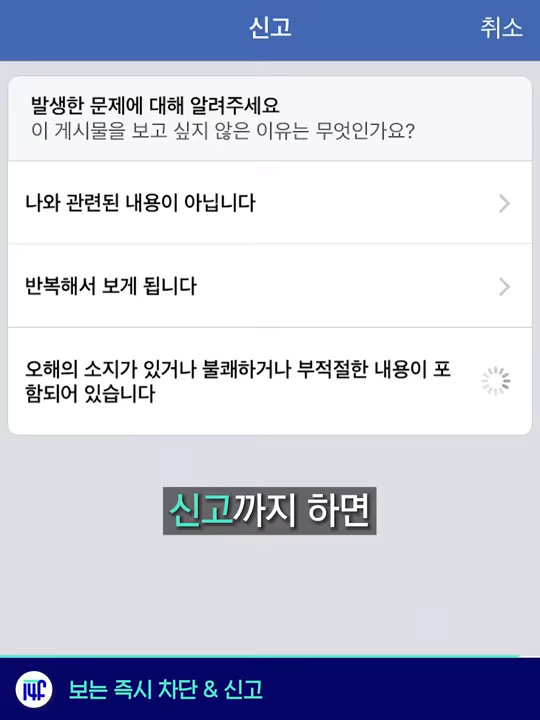 신고
취소
발생한 문제에 대해 알려주세요
이 게시물을 보고 싶지 않은 이유는 무엇인가요?
나와 관련된 내용이 아닙니다
반복해서 보게 됩니다
오해의 소지가 있거나 불쾌하거나 부적절한 내용이 포
함되어 있습니다
신고까지 하면
보는 즉시 차단 & 신고